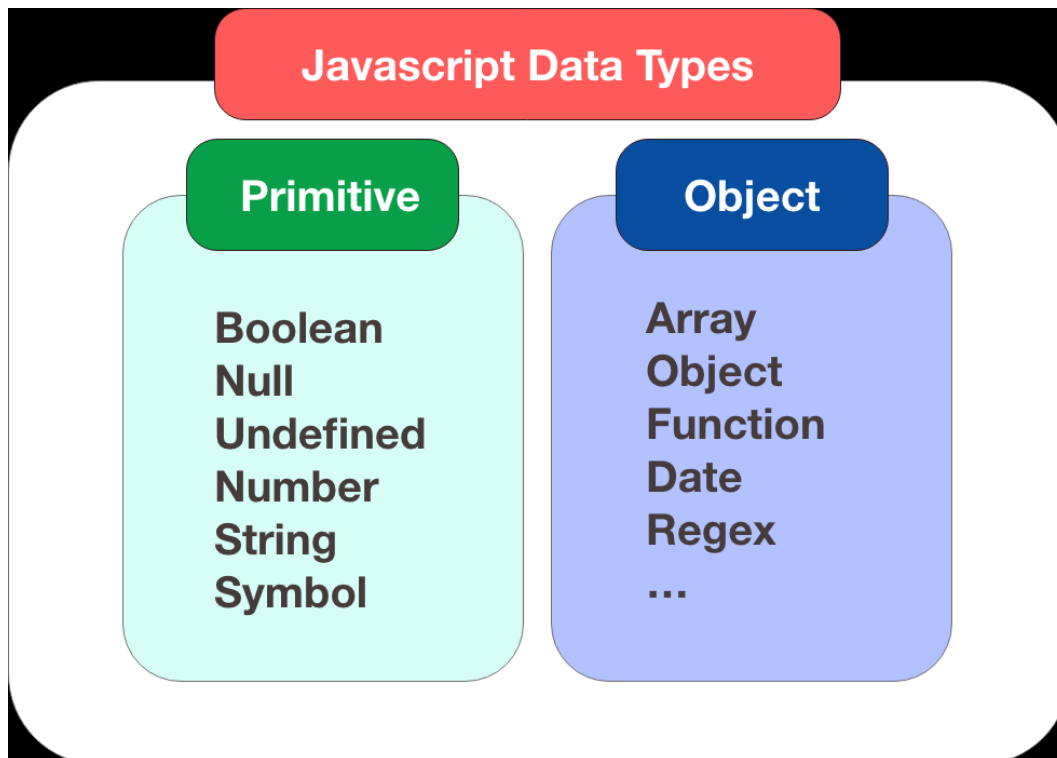 Javascript Data Types
Primitive
Boolean
Null
Undefined
Number
String
Symbol
Object
Array
Object
Function
Date
Regex
...